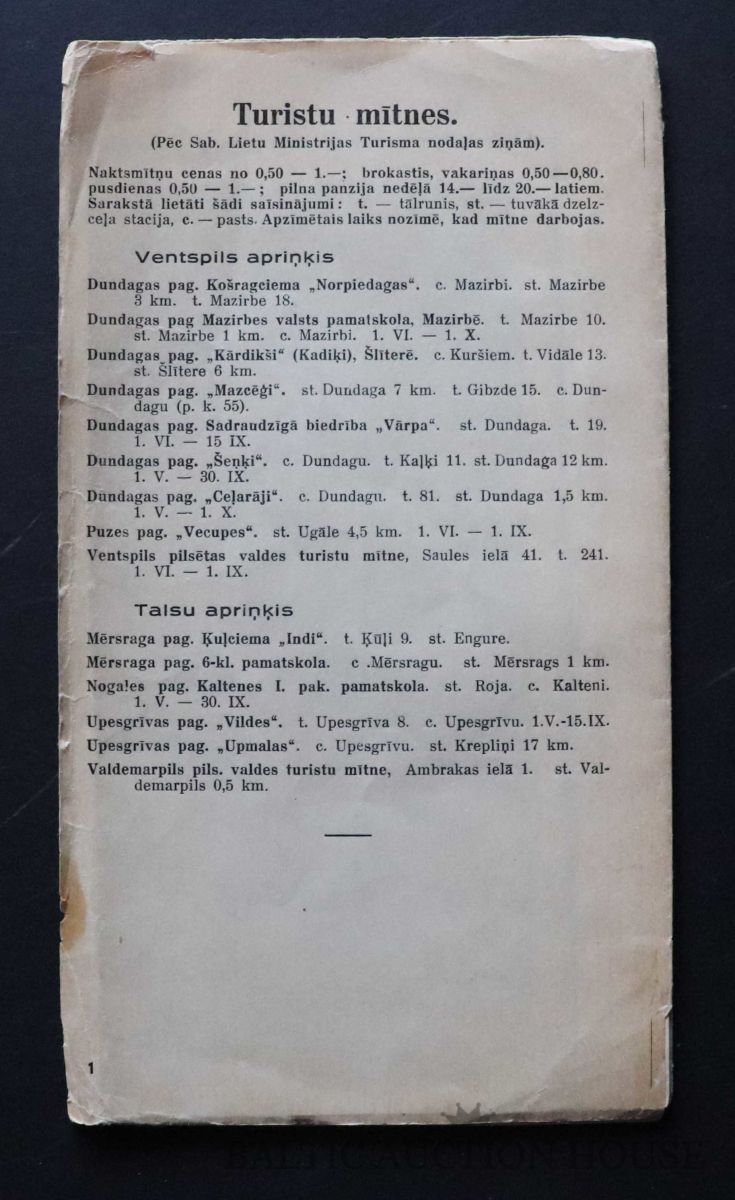 Turistu mītnes.
(Pēc Sab. Lietu Ministrijas Turisma nodaļas ziņām).
Naktsmītņu cenas no 0,50 — 1.—; brokastis, vakariņas 0,50—0,80.
pusdienas 0,50 — 1.—; pilna panzija nedēļā 14.— līdz 20.— latiem.
Sarakstā lietāti šādi saīsinājumi: t. — tālrunis, st. — tuvākā dzelz-
ceļa stacija, c. — pasts. Apzīmētais laiks nozīmē, kad mītne darbojas.
Ventspils apriņķis
Dundagas pag. Košragciema „Norpiedagas“. c. Mazirbi. st. Mazirbe
3 km. t. Mazirbe 18.
Dundagas pag Mazirbes valsts pamatskola, Mazirbē. t. Mazirbe 10.
st. Mazirbe 1 km. c. Mazirbi. 1. VI. — 1. X.
Dundagas pag. „Kārdikši“ (Kadiķi), Šlīterē. c. Kuršiem. t. Vidāle 13.
st. Šlītere 6 km.
Dundagas pag. „Mazcēģi“. st. Dundaga 7 km. t. Gibzde 15. c. Dun-
dagu (p. k. 55).
Dundagas pag. Sadraudzīgā biedrība „Vārpa“. st. Dundaga. t. 19.
1. VI. — 15 IX.
Dundagas pag. „Šeņķi“. c. Dundagu. t. Kaļķi 11. st. Dundaga 12 km.
1. V. — 30. IX.
Dundagas pag. „Ceļarāji“. c. Dundagu. t. 81. st. Dundaga 1,5 km.
1. V. — 1. X.
Puzes pag. „Vecupes“. st. Ugāle 4,5 km. 1. VI. — 1. IX.
Ventspils pilsētas valdes turistu mītne, Saules ielā 41. t. 241.
1. VI. — 1. IX.
Talsu apriņķis
Mērsraga pag. Ķuļciema „Indi“. t. Ķūļi 9. st. Engure.
Mērsraga pag. 6-kl. pamatskola. c .Mērsragu. st. Mērsrags 1 km.
Nogales pag. Kaltenes I. pak. pamatskola. st. Roja. c. Kalteni.
1. V. — 30. IX.
Upesgrīvas pag. „Vildes“. t. Upesgrīva 8. c. Upesgrīvu. 1.V.-15.IX.
Upesgrīvas pag. „Upmalas“. c. Upesgrīvu. st. Krepliņi 17 km.
Valdemarpils pils. valdes turistu mītne, Ambrakas ielā 1. st. Val-
demarpils 0,5 km.
1
BALTIC AUCTION HOUSE